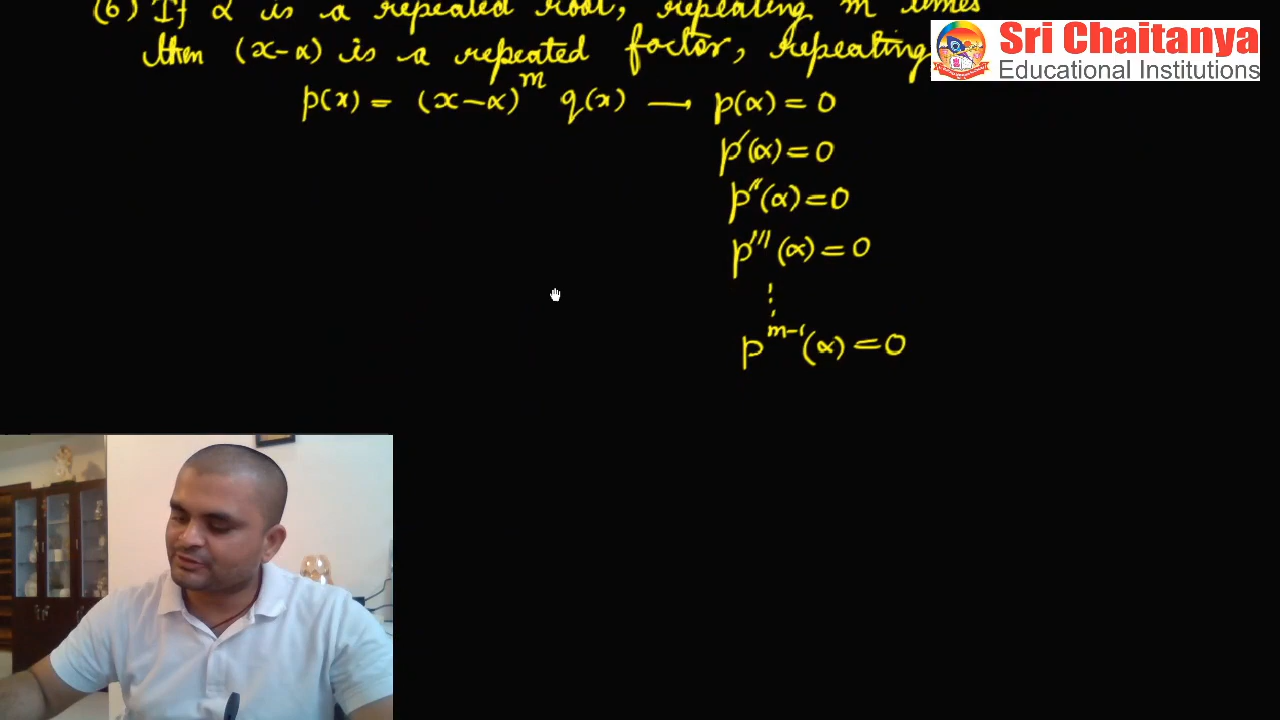 (6) If α is a repeated root, repeating m times
then (x-α) is a repeated factor, repeating
Sri Chaitanya
Educational Institutions
p(x) = (x-α)^m q(x) → p(α) = 0
p′(α) = 0
p″(α) = 0
p‴(α) = 0
⋮
p^{m-1}(α) = 0